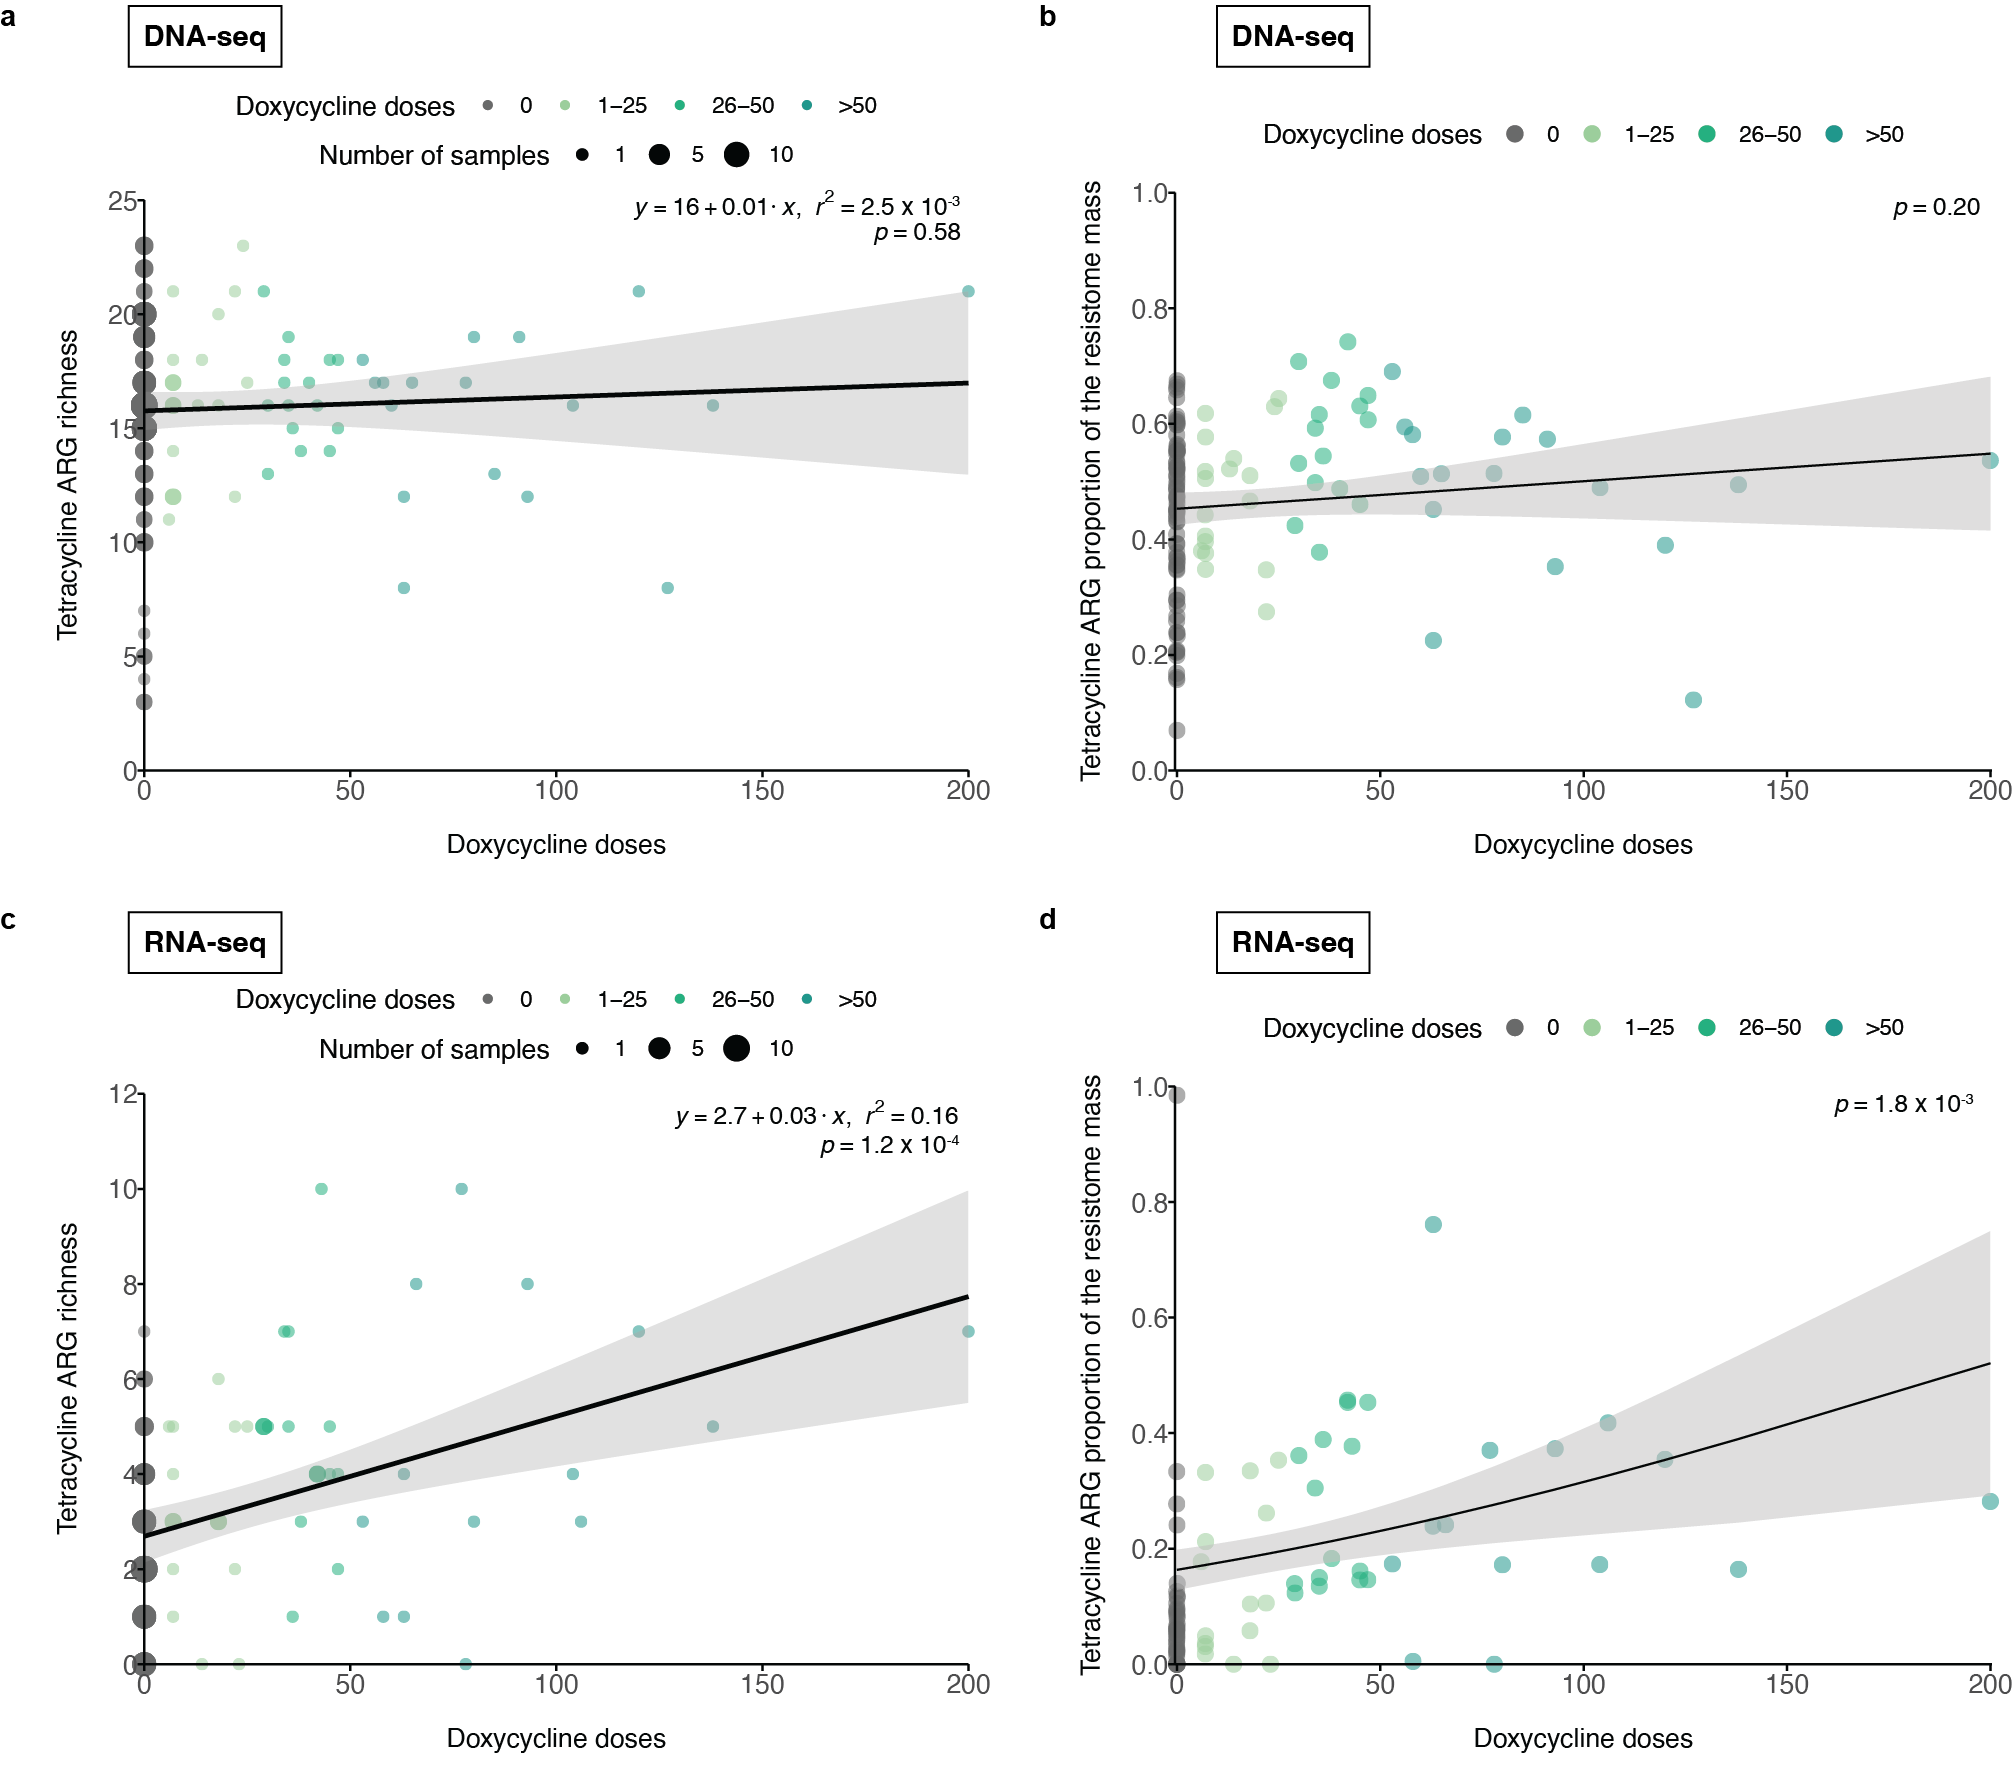 a
DNA-seq
Doxycycline doses 0 1–25 26–50 >50
Number of samples 1 5 10
y = 16 + 0.01 · x, r2 = 2.5 x 10-3
p = 0.58
Tetracycline ARG richness
25
20
15
10
5
0
0 50 100 150 200
Doxycycline doses
b
DNA-seq
Doxycycline doses 0 1–25 26–50 >50
p = 0.20
Tetracycline ARG proportion of the resistome mass
1.0
0.8
0.6
0.4
0.2
0.0
0 50 100 150 200
Doxycycline doses
c
RNA-seq
Doxycycline doses 0 1–25 26–50 >50
Number of samples 1 5 10
y = 2.7 + 0.03 · x, r2 = 0.16
p = 1.2 x 10-4
Tetracycline ARG richness
12
10
8
6
4
2
0
0 50 100 150 200
Doxycycline doses
d
RNA-seq
Doxycycline doses 0 1–25 26–50 >50
p = 1.8 x 10-3
Tetracycline ARG proportion of the resistome mass
1.0
0.8
0.6
0.4
0.2
0.0
0 50 100 150 200
Doxycycline doses